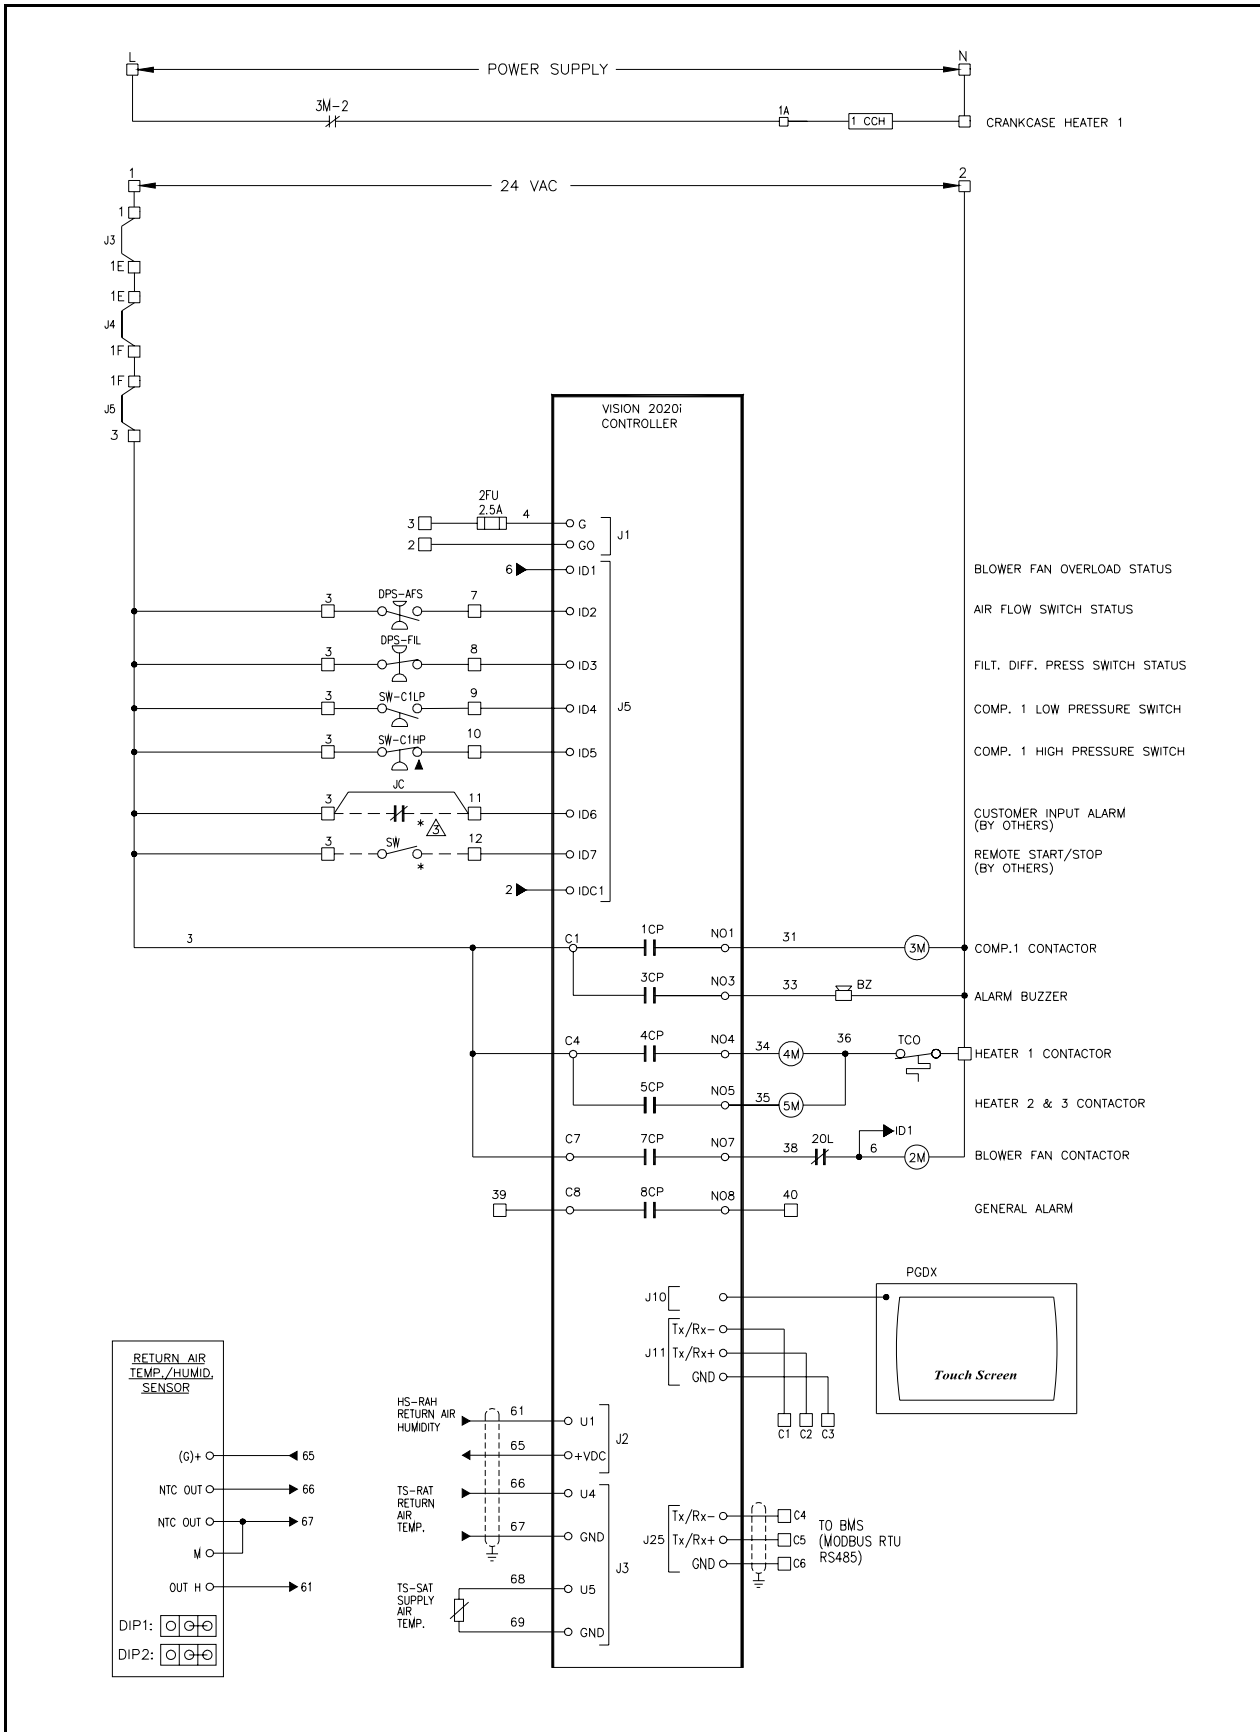 L
N
POWER SUPPLY
3M-2
1A
1 CCH
CRANKCASE HEATER 1
1
24 VAC
2
1
J3
1E
1E
J4
1F
1F
J5
3
VISION 2020i
CONTROLLER
2FU
2.5A
3
4
G
2
GO
J1
6
ID1
BLOWER FAN OVERLOAD STATUS
3
DPS-AFS
7
ID2
AIR FLOW SWITCH STATUS
3
DPS-FIL
8
ID3
FILT. DIFF. PRESS SWITCH STATUS
3
SW-C1LP
9
ID4
J5
COMP. 1 LOW PRESSURE SWITCH
3
SW-C1HP
10
ID5
COMP. 1 HIGH PRESSURE SWITCH
JC
3
11
ID6
* 3
CUSTOMER INPUT ALARM
(BY OTHERS)
3
SW
12
ID7
*
REMOTE START/STOP
(BY OTHERS)
2
IDC1
3
C1
1CP
NO1
31
3M
COMP.1 CONTACTOR
3CP
NO3
33
BZ
ALARM BUZZER
C4
4CP
NO4
34
4M
36
TCO
HEATER 1 CONTACTOR
5CP
NO5
35
5M
HEATER 2 & 3 CONTACTOR
ID1
C7
7CP
NO7
38
20L
6
2M
BLOWER FAN CONTACTOR
39
C8
8CP
NO8
40
GENERAL ALARM
PGDX
J10
Touch Screen
J11
Tx/Rx-
Tx/Rx+
GND
C1 C2 C3
RETURN AIR
TEMP./HUMID.
SENSOR
(G)+
65
NTC OUT
66
NTC OUT
67
M
OUT H
61
DIP1:
DIP2:
HS-RAH
RETURN AIR
HUMIDITY
61
U1
65
+VDC
J2
TS-RAT
RETURN
AIR
TEMP.
66
U4
67
GND
J3
TS-SAT
SUPPLY
AIR
TEMP.
68
U5
69
GND
J25
Tx/Rx-
C4
Tx/Rx+
C5
GND
C6
TO BMS
(MODBUS RTU
RS485)